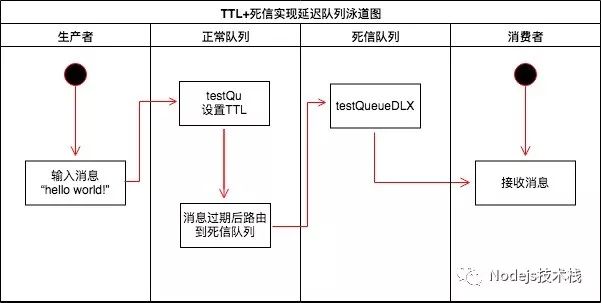 TTL+死信实现延迟队列泳道图
生产者
正常队列
死信队列
消费者
输入消息
“hello world!”
testQu
设置TTL
消息过期后路由
到死信队列
testQueueDLX
接收消息
Nodejs技术栈